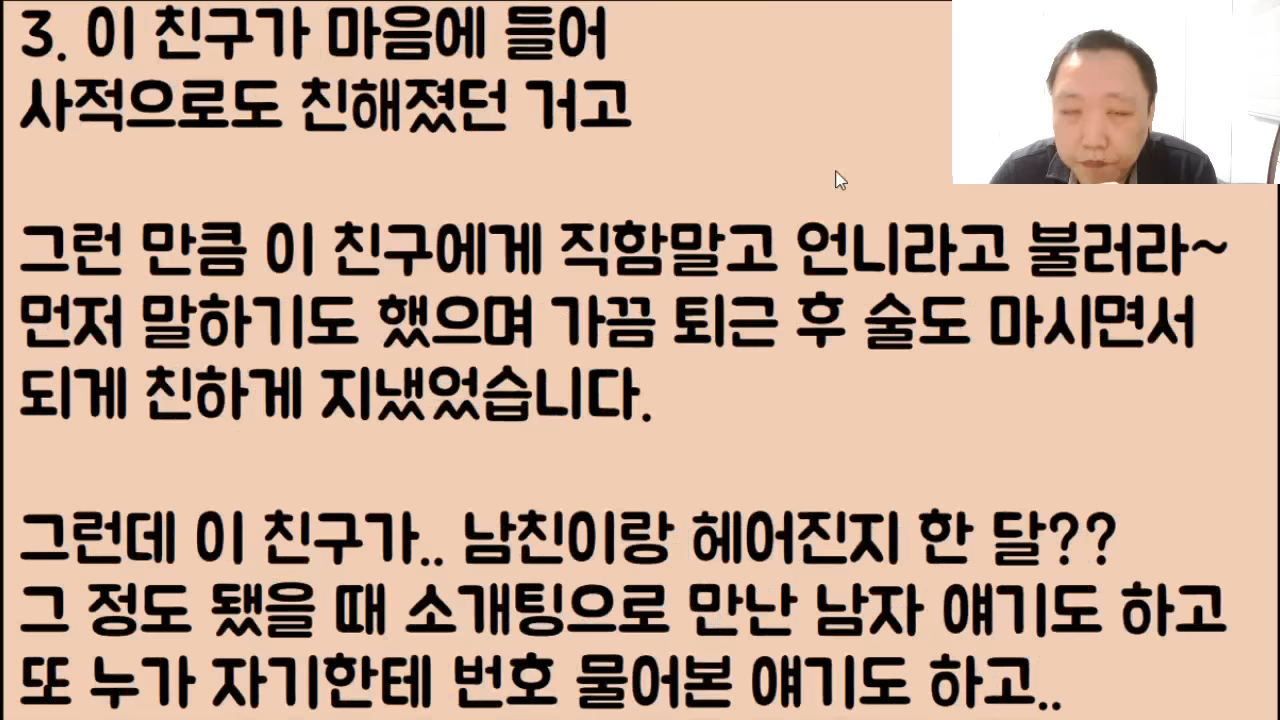 3. 이 친구가 마음에 들어
사적으로도 친해졌던 거고
그런 만큼 이 친구에게 직함말고 언니라고 불러라~
먼저 말하기도 했으며 가끔 퇴근 후 술도 마시면서
되게 친하게 지냈었습니다.
그런데 이 친구가.. 남친이랑 헤어진지 한 달??
그 정도 됐을 때 소개팅으로 만난 남자 얘기도 하고
또 누가 자기한테 번호 물어본 얘기도 하고..